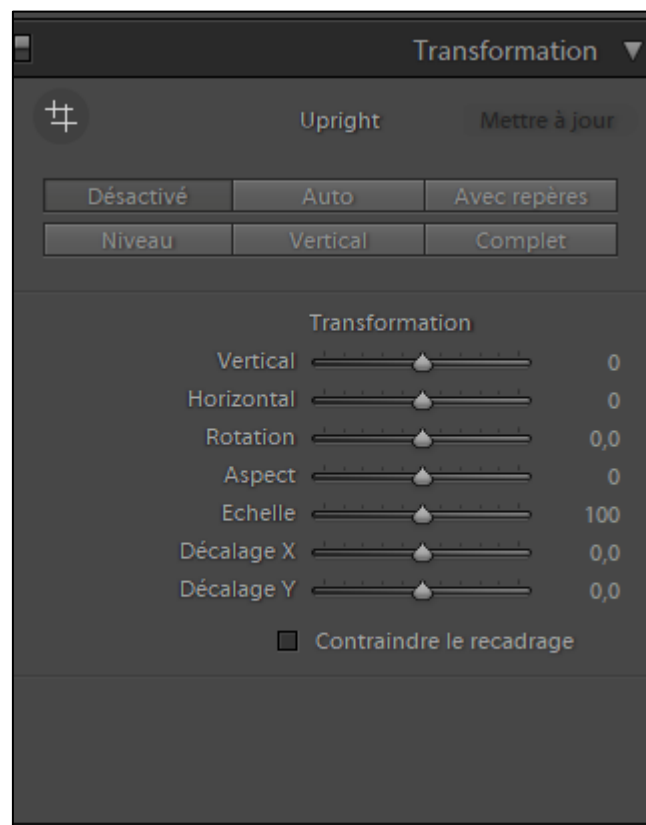 Transformation
Upright Mettre à jour
Désactivé Auto Avec repères
Niveau Vertical Complet
Transformation
Vertical 0
Horizontal 0
Rotation 0,0
Aspect 0
Echelle 100
Décalage X 0,0
Décalage Y 0,0
Contraindre le recadrage